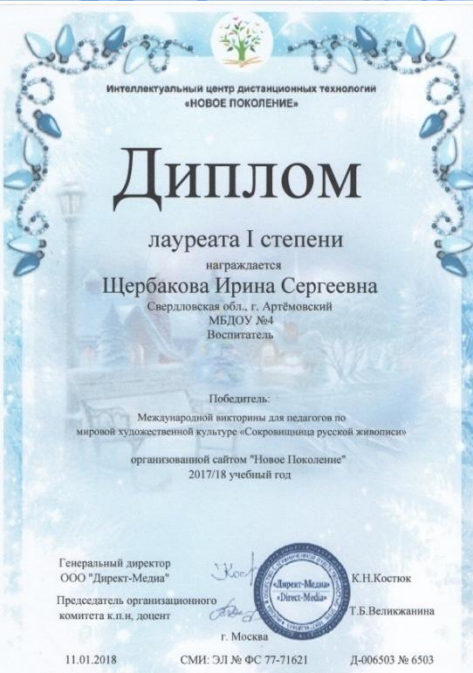 Интеллектуальный центр дистанционных технологий
«НОВОЕ ПОКОЛЕНИЕ»
Диплом
лауреата I степени
награждается
Щербакова Ирина Сергеевна
Свердловская обл., г. Артёмовский
МБДОУ №4
Воспитатель
Победитель:
Международной викторины для педагогов по
мировой художественной культуре «Сокровищница русской живописи»
организованной сайтом "Новое Поколение"
2017/18 учебный год
Генеральный директор
ООО "Директ-Медиа"
К.Н.Костюк
Председатель организационного
комитета к.п.н, доцент
Т.Б.Великжанина
«Директ-Медиа»
«Direct-Media»
г. Москва
11.01.2018 СМИ: ЭЛ № ФС 77-71621 Д-006503 № 6503